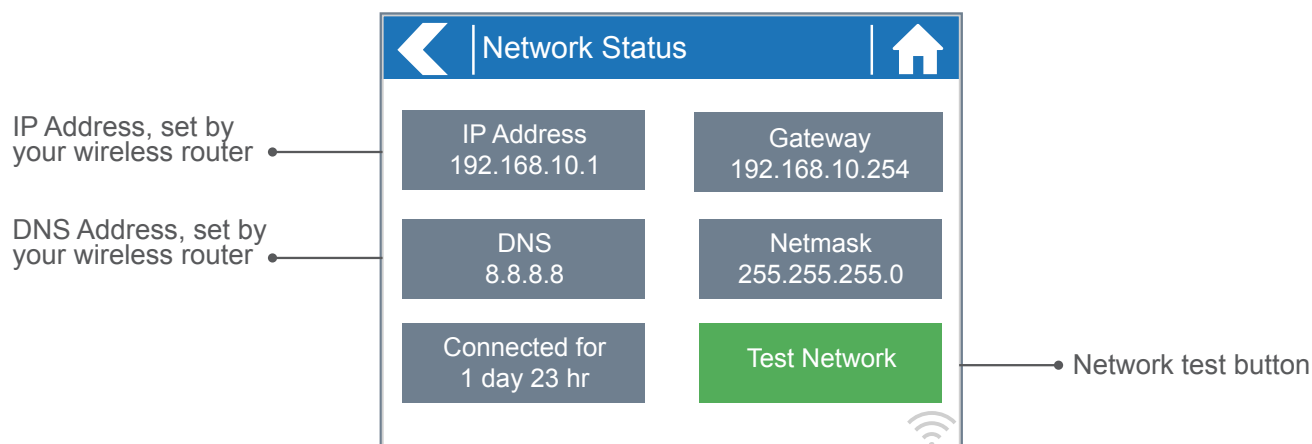 Network Status
IP Address, set by
your wireless router
IP Address
192.168.10.1
Gateway
192.168.10.254
DNS Address, set by
your wireless router
DNS
8.8.8.8
Netmask
255.255.255.0
Connected for
1 day 23 hr
Test Network
Network test button